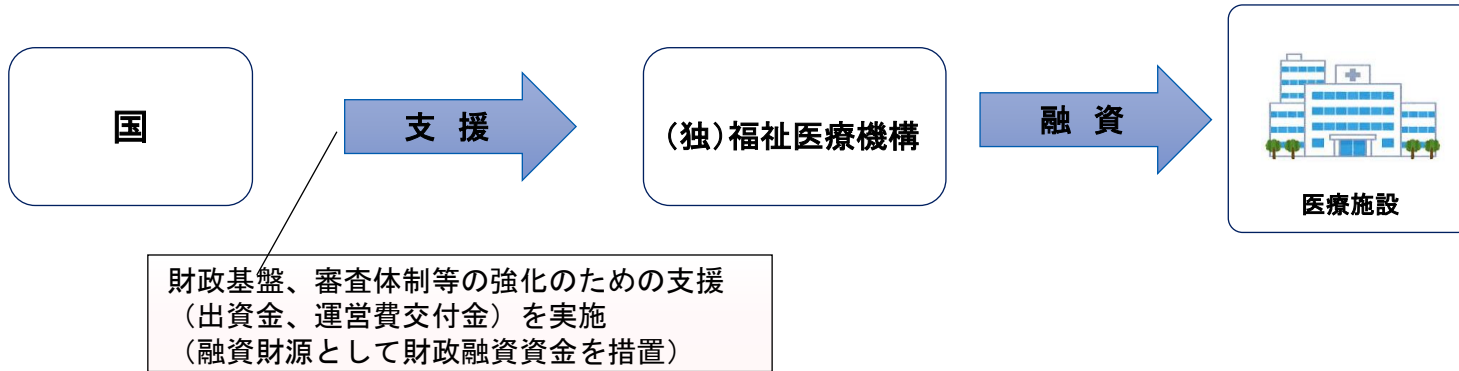 国
支 援
（独）福祉医療機構
融 資
医療施設
財政基盤、審査体制等の強化のための支援
（出資金、運営費交付金）を実施
（融資財源として財政融資資金を措置）